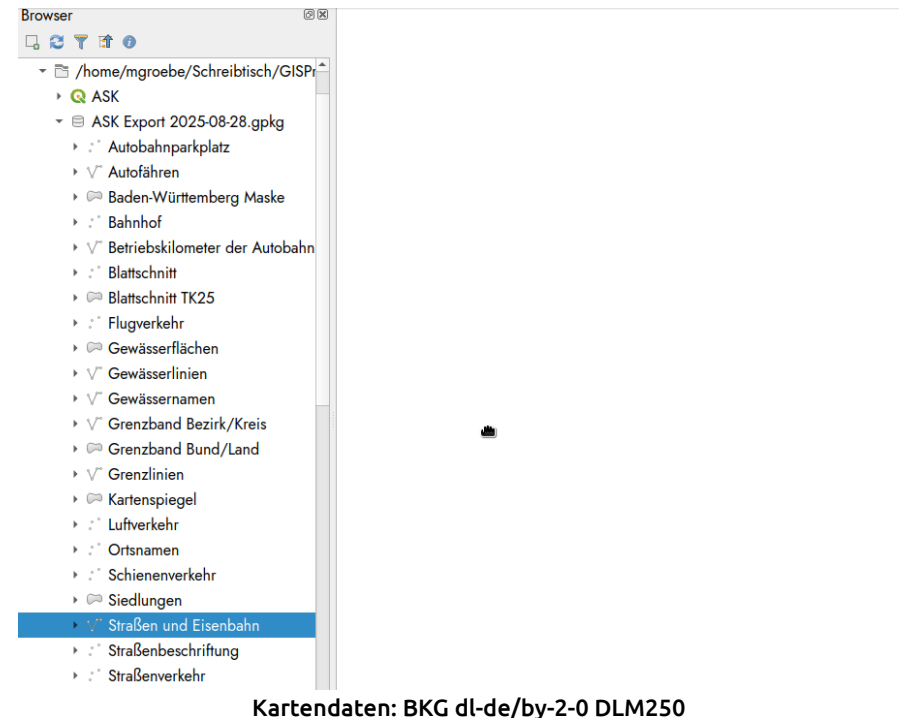 Browser
/home/mgroebe/Schreibtisch/GISPr
ASK
ASK Export 2025-08-28.gpkg
Autobahnparkplatz
Autofähren
Baden-Württemberg Maske
Bahnhof
Betriebskilometer der Autobahn
Blattschnitt
Blattschnitt TK25
Flugverkehr
Gewässerflächen
Gewässerlinien
Gewässernamen
Grenzband Bezirk/Kreis
Grenzband Bund/Land
Grenzlinien
Kartenspiegel
Luftverkehr
Ortsnamen
Schienenverkehr
Siedlungen
Straßen und Eisenbahn
Straßenbeschriftung
Straßenverkehr
Kartendaten: BKG dl-de/by-2-0 DLM250